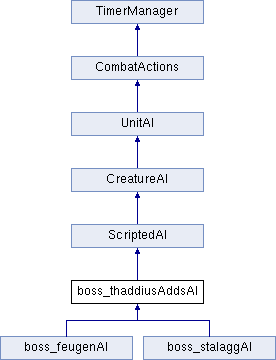 TimerManager
CombatActions
UnitAI
CreatureAI
ScriptedAI
boss_thaddiusAddsAI
boss_feugenAI
boss_stalaggAI